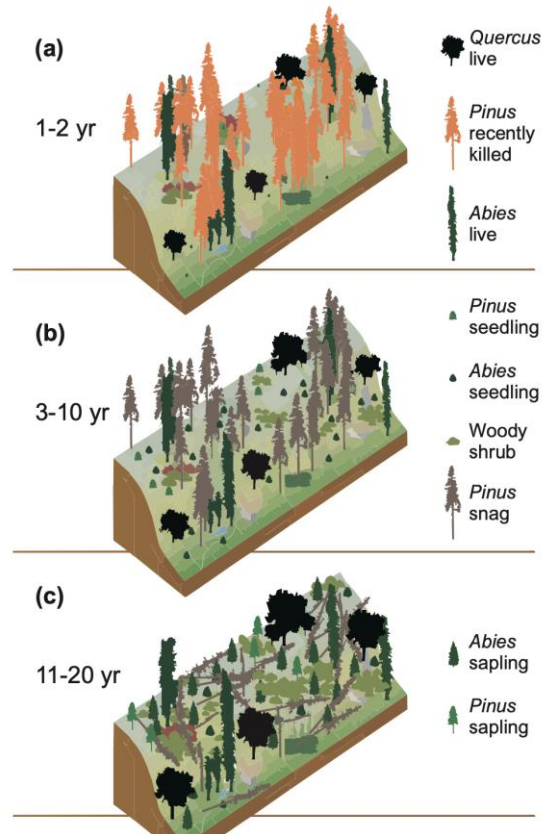 (a)
1-2 yr
Quercus
live
Pinus
recently
killed
Abies
live
(b)
3-10 yr
Pinus
seedling
Abies
seedling
Woody
shrub
Pinus
snag
(c)
11-20 yr
Abies
sapling
Pinus
sapling